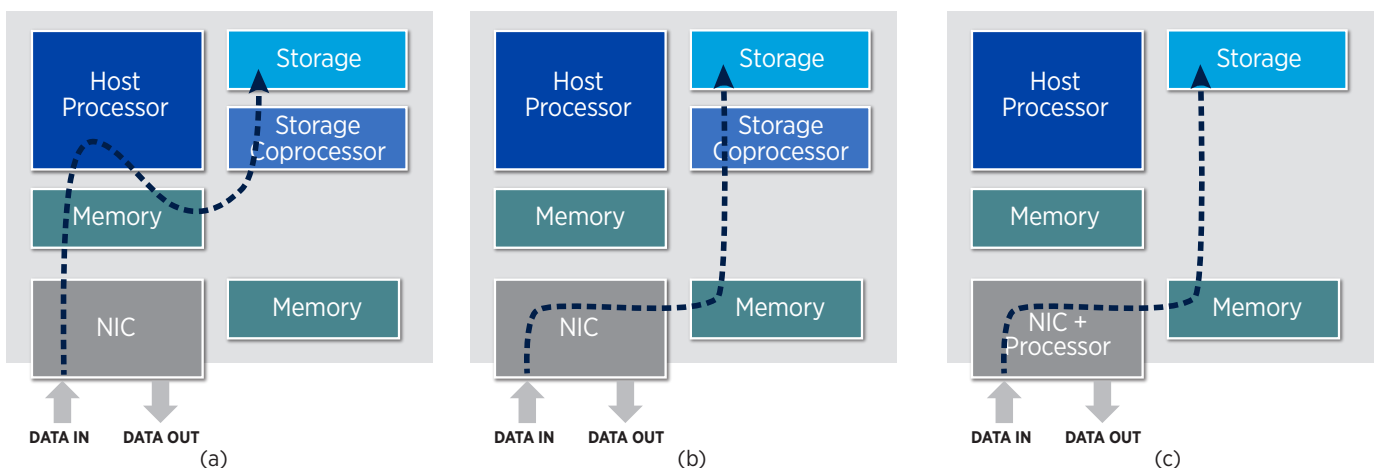 Host
Processor
Storage
Storage
Coprocessor
Memory
NIC
Memory
DATA IN
DATA OUT
(a)
Host
Processor
Storage
Storage
Coprocessor
Memory
NIC
Memory
DATA IN
DATA OUT
(b)
Host
Processor
Storage
Memory
NIC +
Processor
Memory
DATA IN
DATA OUT
(c)